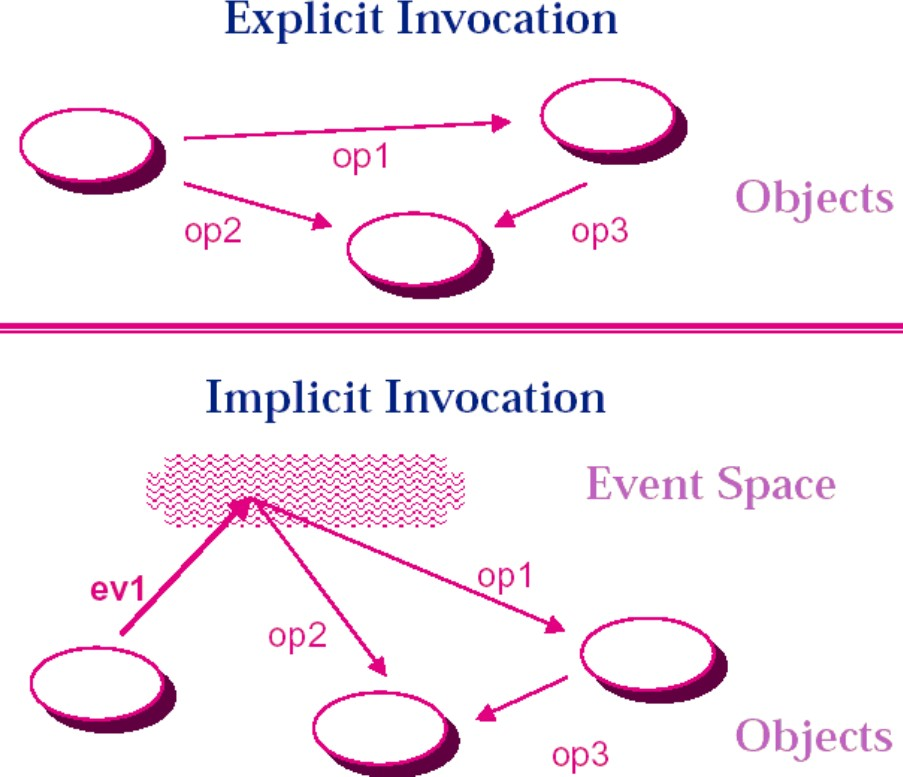 Explicit Invocation
op1
Objects
op2
op3
Implicit Invocation
Event Space
op1
ev1
op2
Objects
op3